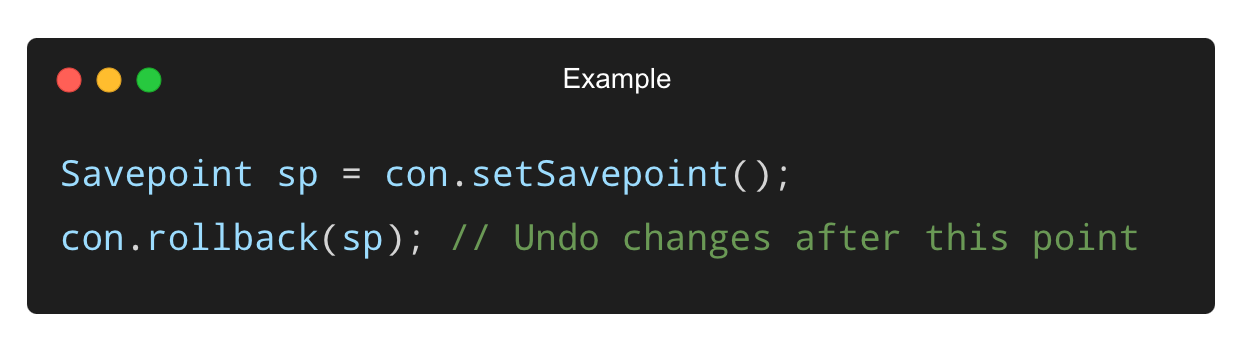 Example
Savepoint sp = con.setSavepoint();
con.rollback(sp); // Undo changes after this point